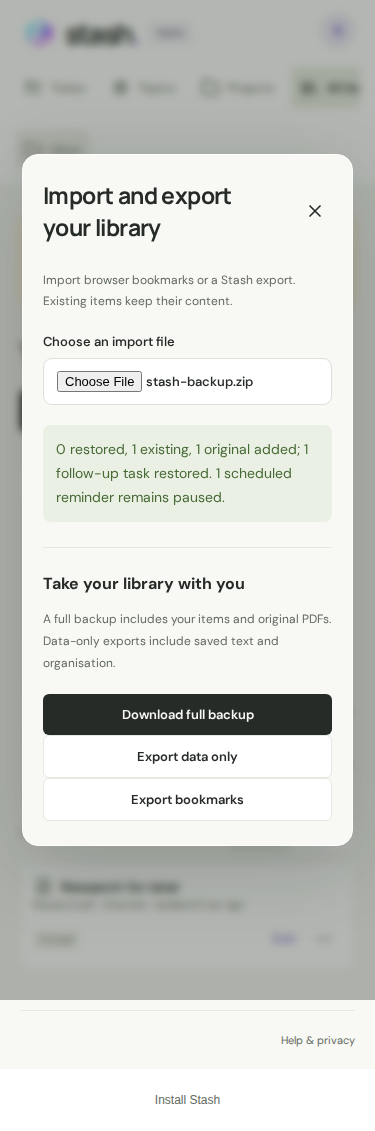 stash.
Import and export
your library
Import browser bookmarks or a Stash export.
Existing items keep their content.
Choose an import file
Choose File stash-backup.zip
0 restored, 1 existing, 1 original added; 1
follow-up task restored. 1 scheduled
reminder remains paused.
Take your library with you
A full backup includes your items and original PDFs.
Data-only exports include saved text and
organisation.
Download full backup
Export data only
Export bookmarks
Help & privacy
Install Stash